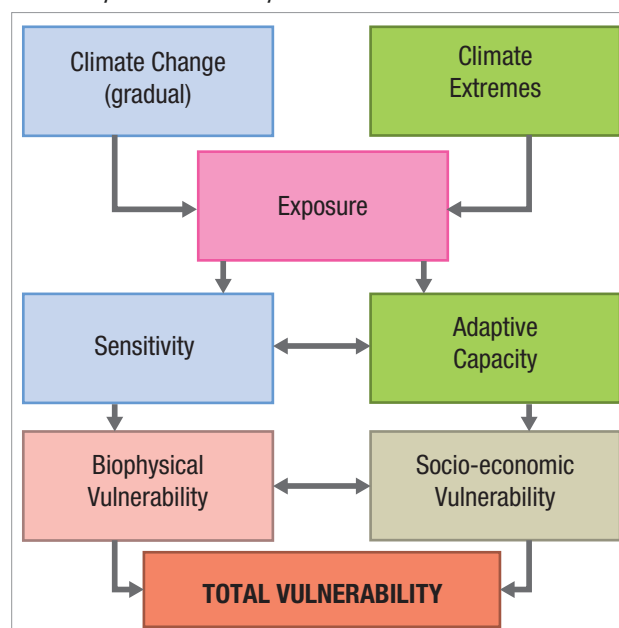 Climate Change
(gradual)
Climate
Extremes
Exposure
Sensitivity
Adaptive
Capacity
Biophysical
Vulnerability
Socio-economic
Vulnerability
TOTAL VULNERABILITY